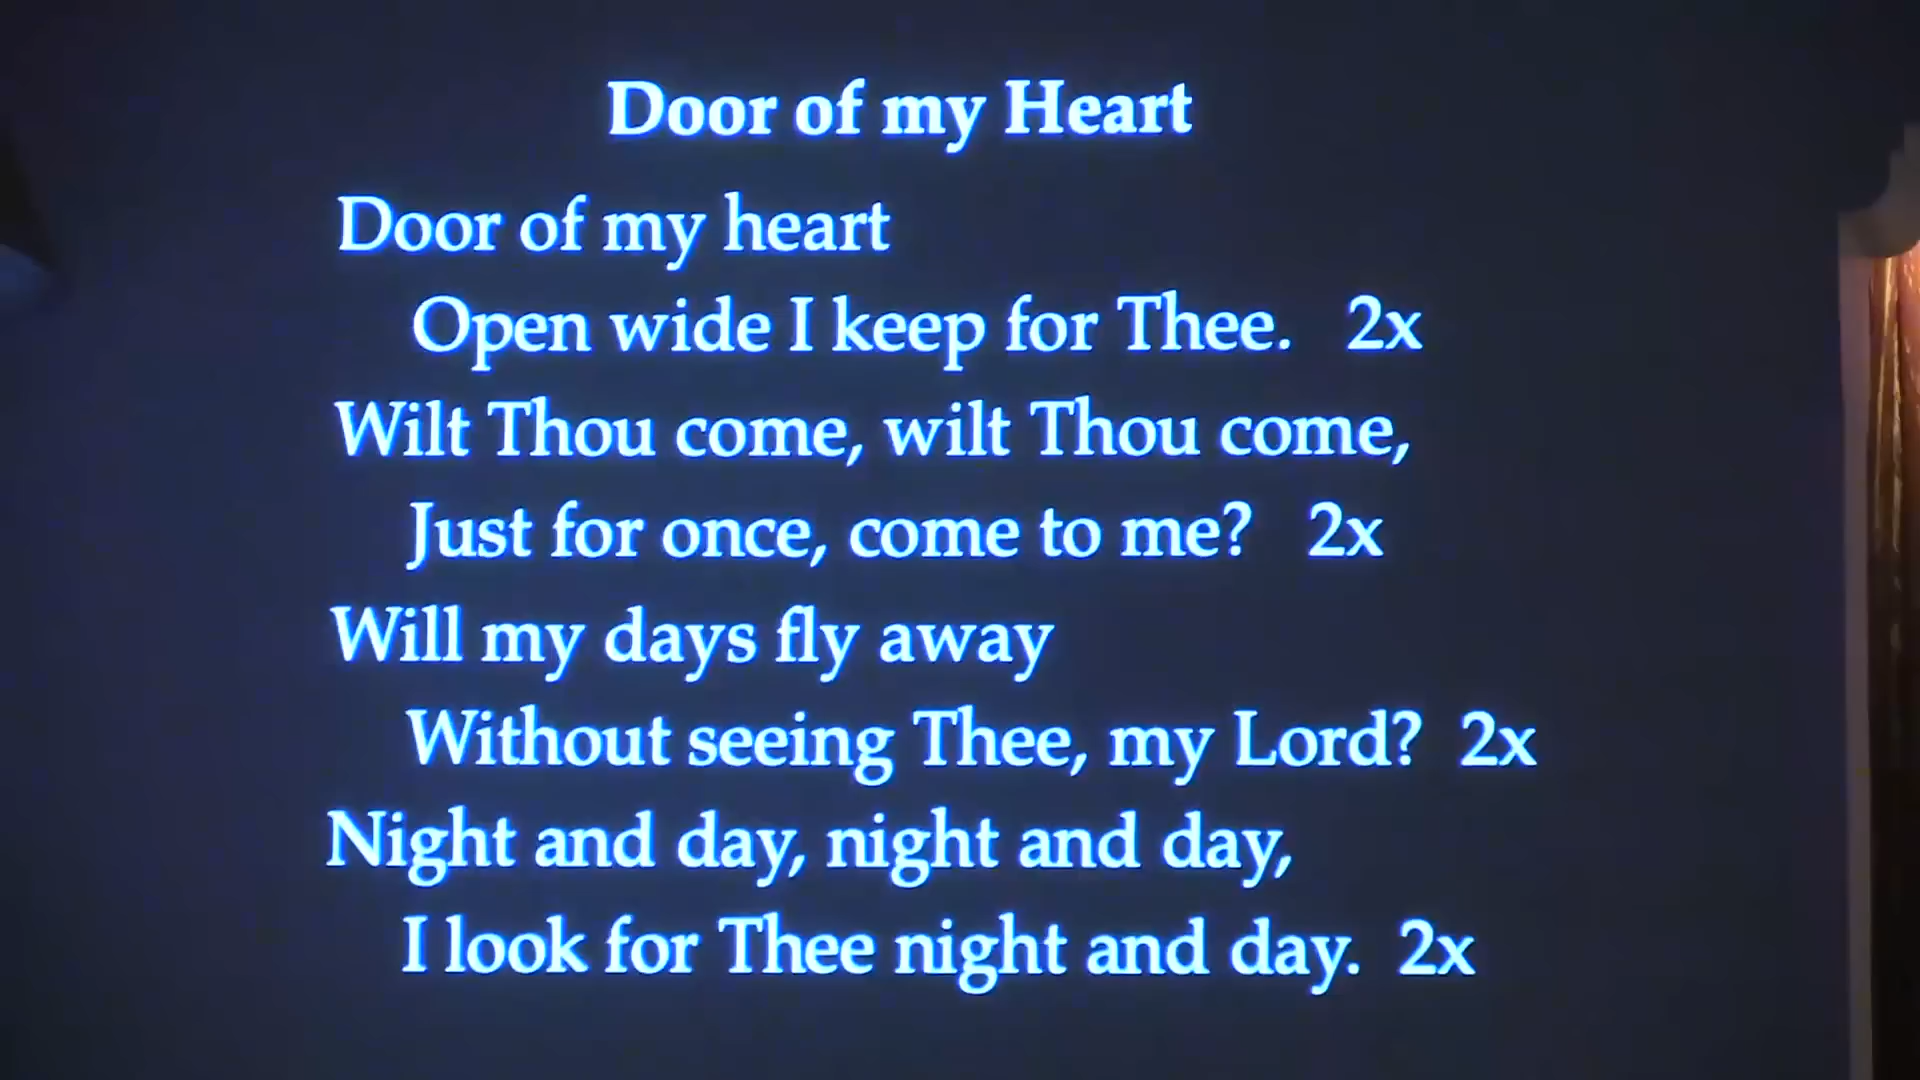 Door of my Heart
Door of my heart
Open wide I keep for Thee. 2x
Wilt Thou come, wilt Thou come,
Just for once, come to me? 2x
Will my days fly away
Without seeing Thee, my Lord? 2x
Night and day, night and day,
I look for Thee night and day. 2x